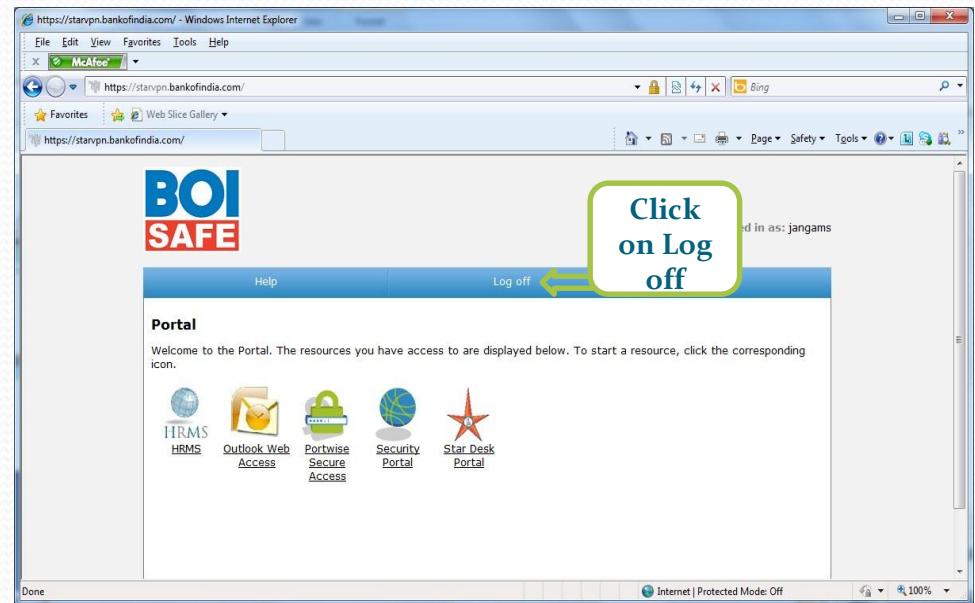 https://starvpn.bankofindia.com/ - Windows Internet Explorer
File Edit View Favorites Tools Help
X McAfee
https://starvpn.bankofindia.com/ Bing
Favorites Web Slice Gallery
https://starvpn.bankofindia.com/ Page Safety Tools »
BOI
SAFE
ed in as: jangams
Click
on Log
off
Help Log off
Portal
Welcome to the Portal. The resources you have access to are displayed below. To start a resource, click the corresponding
icon.
HRMS
HRMS Outlook Web Portwise Security Star Desk
Access Secure Portal Portal
Access
Done Internet | Protected Mode: Off 100%